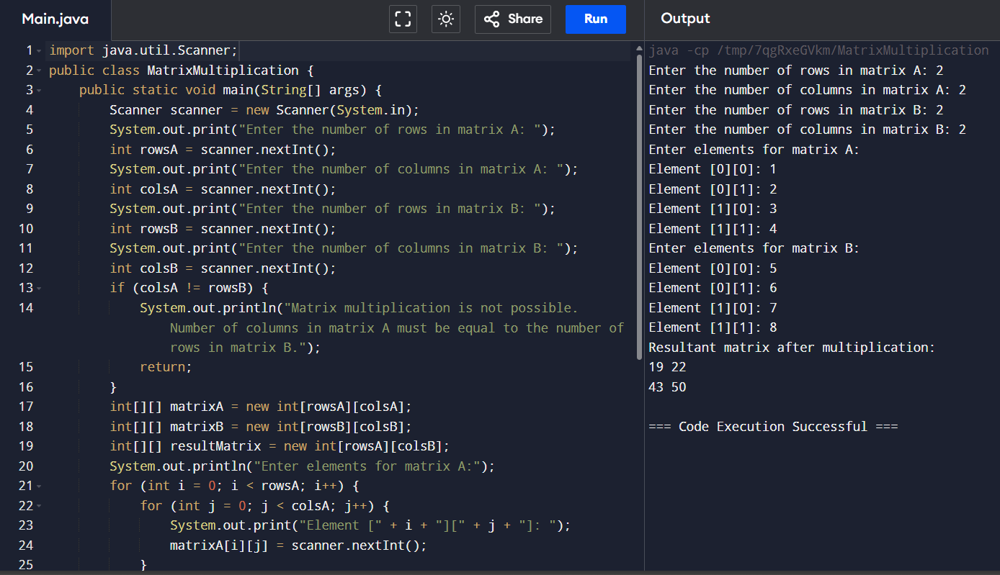 Main.java
Share
Run
1 import java.util.Scanner;
2 public class MatrixMultiplication {
3 public static void main(String[] args) {
4 Scanner scanner = new Scanner(System.in);
5 System.out.print("Enter the number of rows in matrix A: ");
6 int rowsA = scanner.nextInt();
7 System.out.print("Enter the number of columns in matrix A: ");
8 int colsA = scanner.nextInt();
9 System.out.print("Enter the number of rows in matrix B: ");
10 int rowsB = scanner.nextInt();
11 System.out.print("Enter the number of columns in matrix B: ");
12 int colsB = scanner.nextInt();
13 if (colsA != rowsB) {
14 System.out.println("Matrix multiplication is not possible.
Number of columns in matrix A must be equal to the number of
rows in matrix B.");
15 return;
16 }
17 int[][] matrixA = new int[rowsA][colsA];
18 int[][] matrixB = new int[rowsB][colsB];
19 int[][] resultMatrix = new int[rowsA][colsB];
20 System.out.println("Enter elements for matrix A:");
21 for (int i = 0; i < rowsA; i++) {
22 for (int j = 0; j < colsA; j++) {
23 System.out.print("Element [" + i + "][" + j + "]: ");
24 matrixA[i][j] = scanner.nextInt();
25 }
Output
java -cp /tmp/7qgRxeGVkm/MatrixMultiplication
Enter the number of rows in matrix A: 2
Enter the number of columns in matrix A: 2
Enter the number of rows in matrix B: 2
Enter the number of columns in matrix B: 2
Enter elements for matrix A:
Element [0][0]: 1
Element [0][1]: 2
Element [1][0]: 3
Element [1][1]: 4
Enter elements for matrix B:
Element [0][0]: 5
Element [0][1]: 6
Element [1][0]: 7
Element [1][1]: 8
Resultant matrix after multiplication:
19 22
43 50
=== Code Execution Successful ===